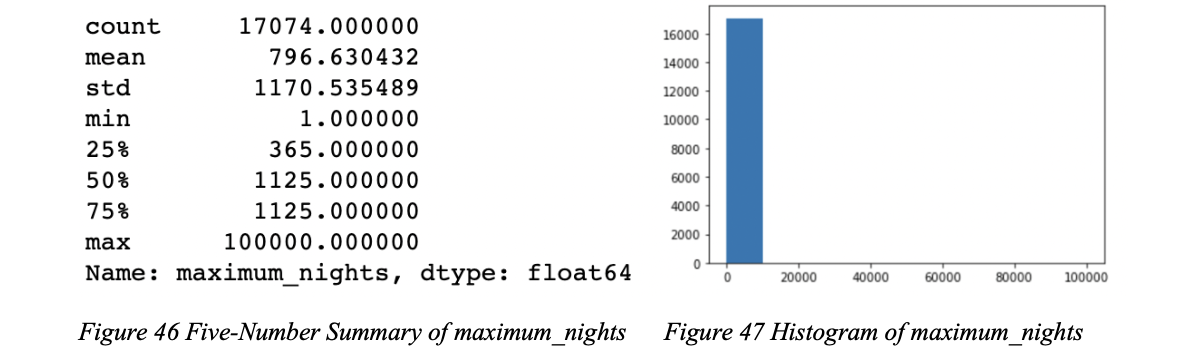 count 17074.000000
mean 796.630432
std 1170.535489
min 1.000000
25% 365.000000
50% 1125.000000
75% 1125.000000
max 100000.000000
Name: maximum_nights, dtype: float64
16000
14000
12000
10000
8000
6000
4000
2000
0
0 20000 40000 60000 80000 100000
Figure 46 Five-Number Summary of maximum_nights
Figure 47 Histogram of maximum_nights